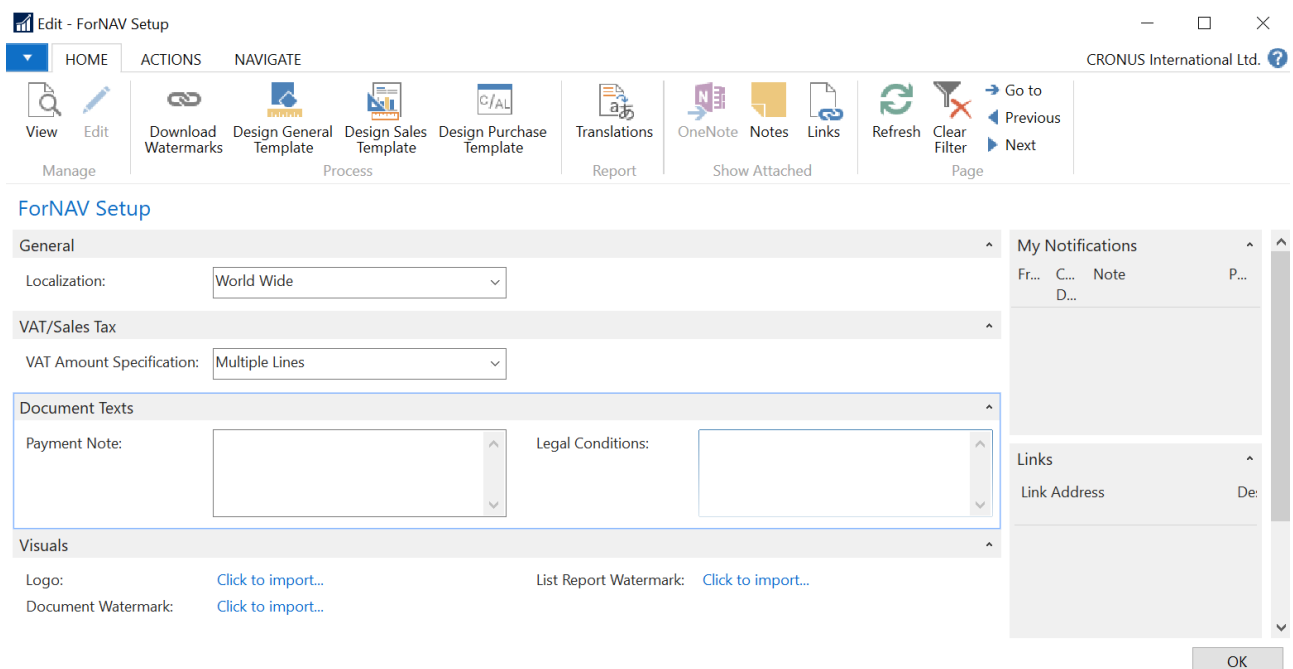 Edit - ForNAV Setup
HOME ACTIONS NAVIGATE CRONUS International Ltd. ?
View Edit Download Watermarks Design General Template Design Sales Template Design Purchase Template Translations OneNote Notes Links Refresh Clear Filter
Go to
Previous
Next
Manage Process Report Show Attached Page
ForNAV Setup
General
Localization: World Wide
VAT/Sales Tax
VAT Amount Specification: Multiple Lines
Document Texts
Payment Note: Legal Conditions:
Visuals
Logo: Click to import... List Report Watermark: Click to import...
Document Watermark: Click to import...
My Notifications
Fr... C... Note P...
D...
Links
Link Address Des
OK